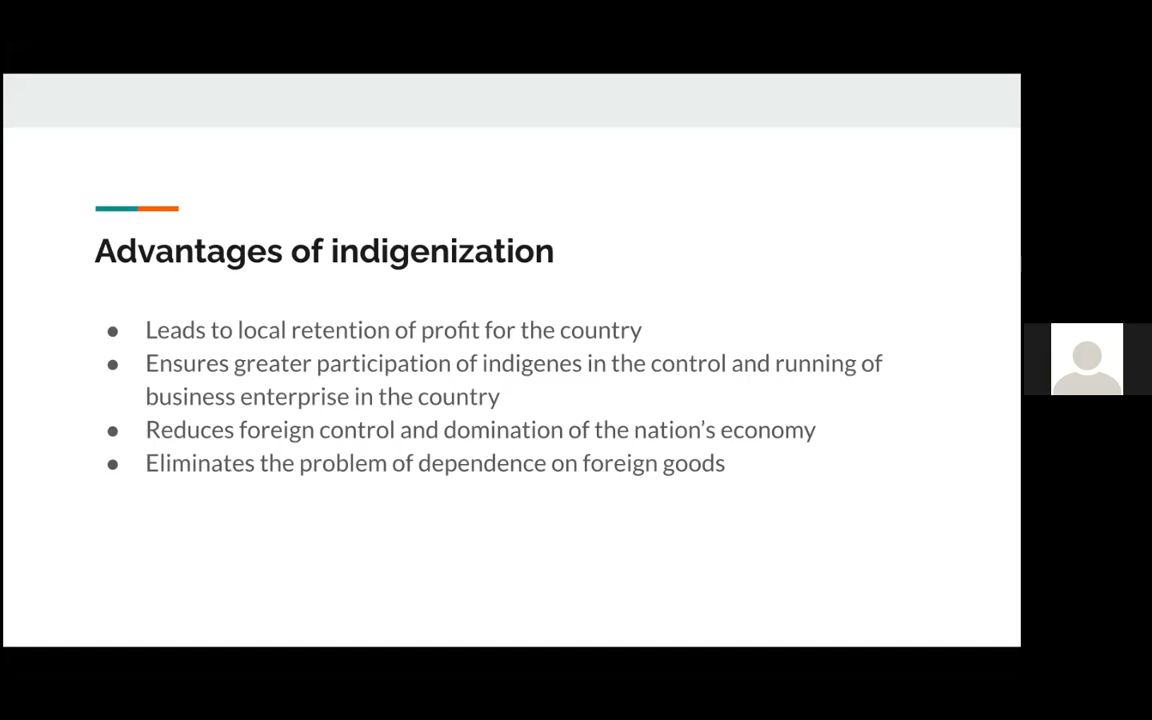 Advantages of indigenization
● Leads to local retention of profit for the country
● Ensures greater participation of indigenes in the control and running of
business enterprise in the country
● Reduces foreign control and domination of the nation's economy
● Eliminates the problem of dependence on foreign goods